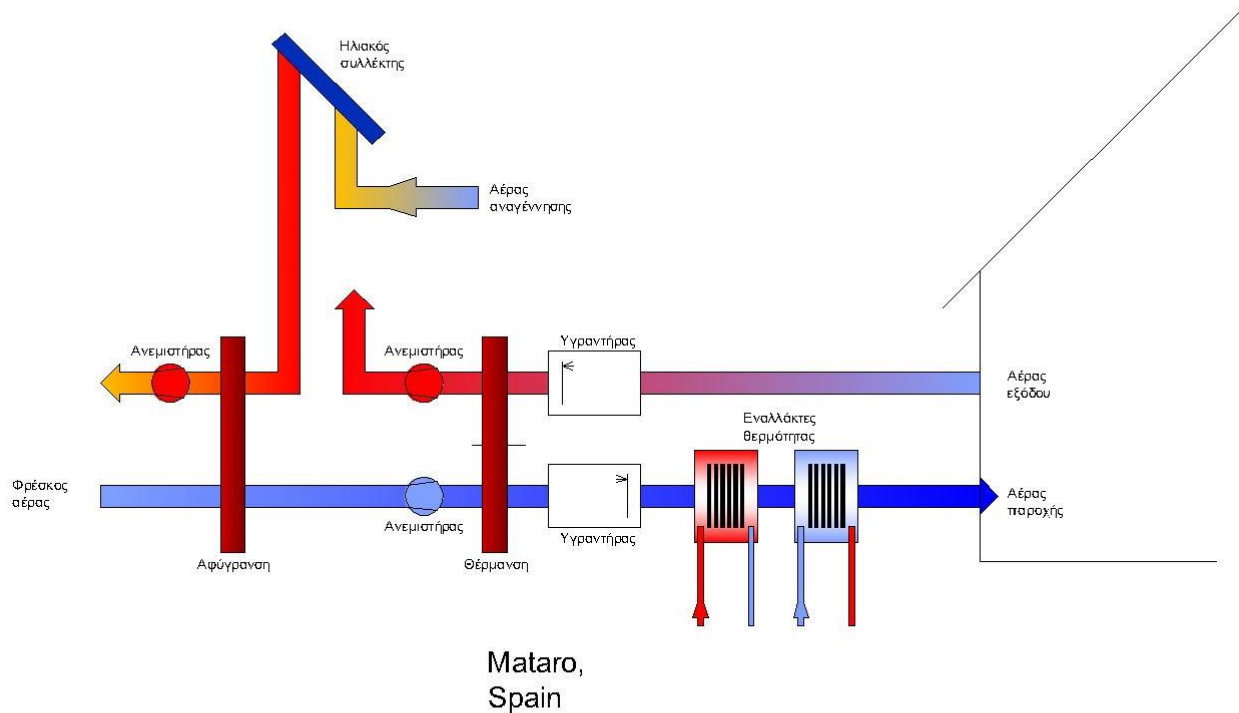 Ηλιακός
συλλέκτης
Αέρας
αναγέννησης
Ανεμιστήρας
Ανεμιστήρας
Υγραντήρας
Αέρας
εξόδου
Εναλλάκτες
θερμότητας
Φρέσκος
αέρας
Ανεμιστήρας
Υγραντήρας
Αέρας
παροχής
Αφύγρανση
Θέρμανση
Mataro,
Spain